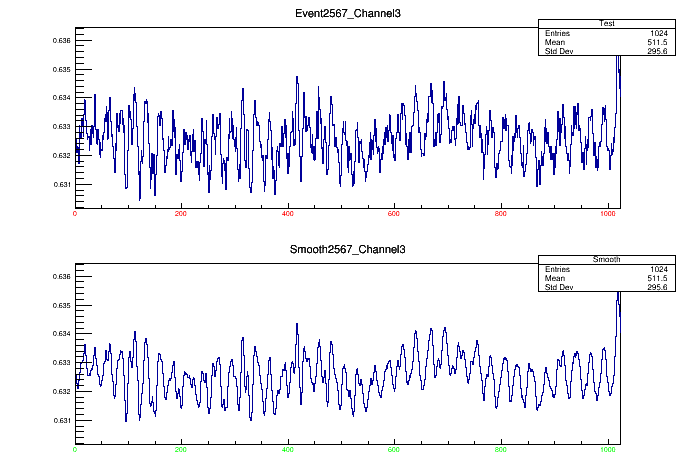 Event2567_Channel3
Test
Entries 1024
Mean 511.5
Std Dev 295.6
0.636
0.635
0.634
0.633
0.632
0.631
0 200 400 600 800 1000
Smooth2567_Channel3
Smooth
Entries 1024
Mean 511.5
Std Dev 295.6
0.636
0.635
0.634
0.633
0.632
0.631
0 200 400 600 800 1000